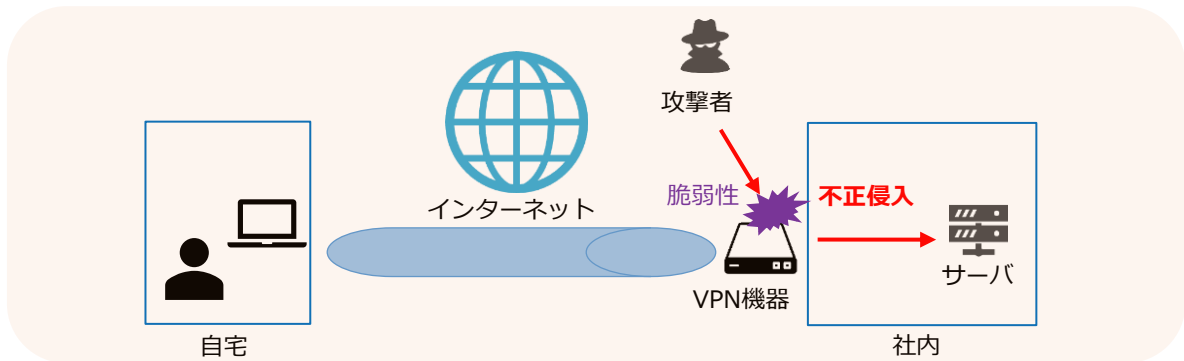 攻撃者
脆弱性
不正侵入
インターネット
サーバ
VPN機器
自宅
社内